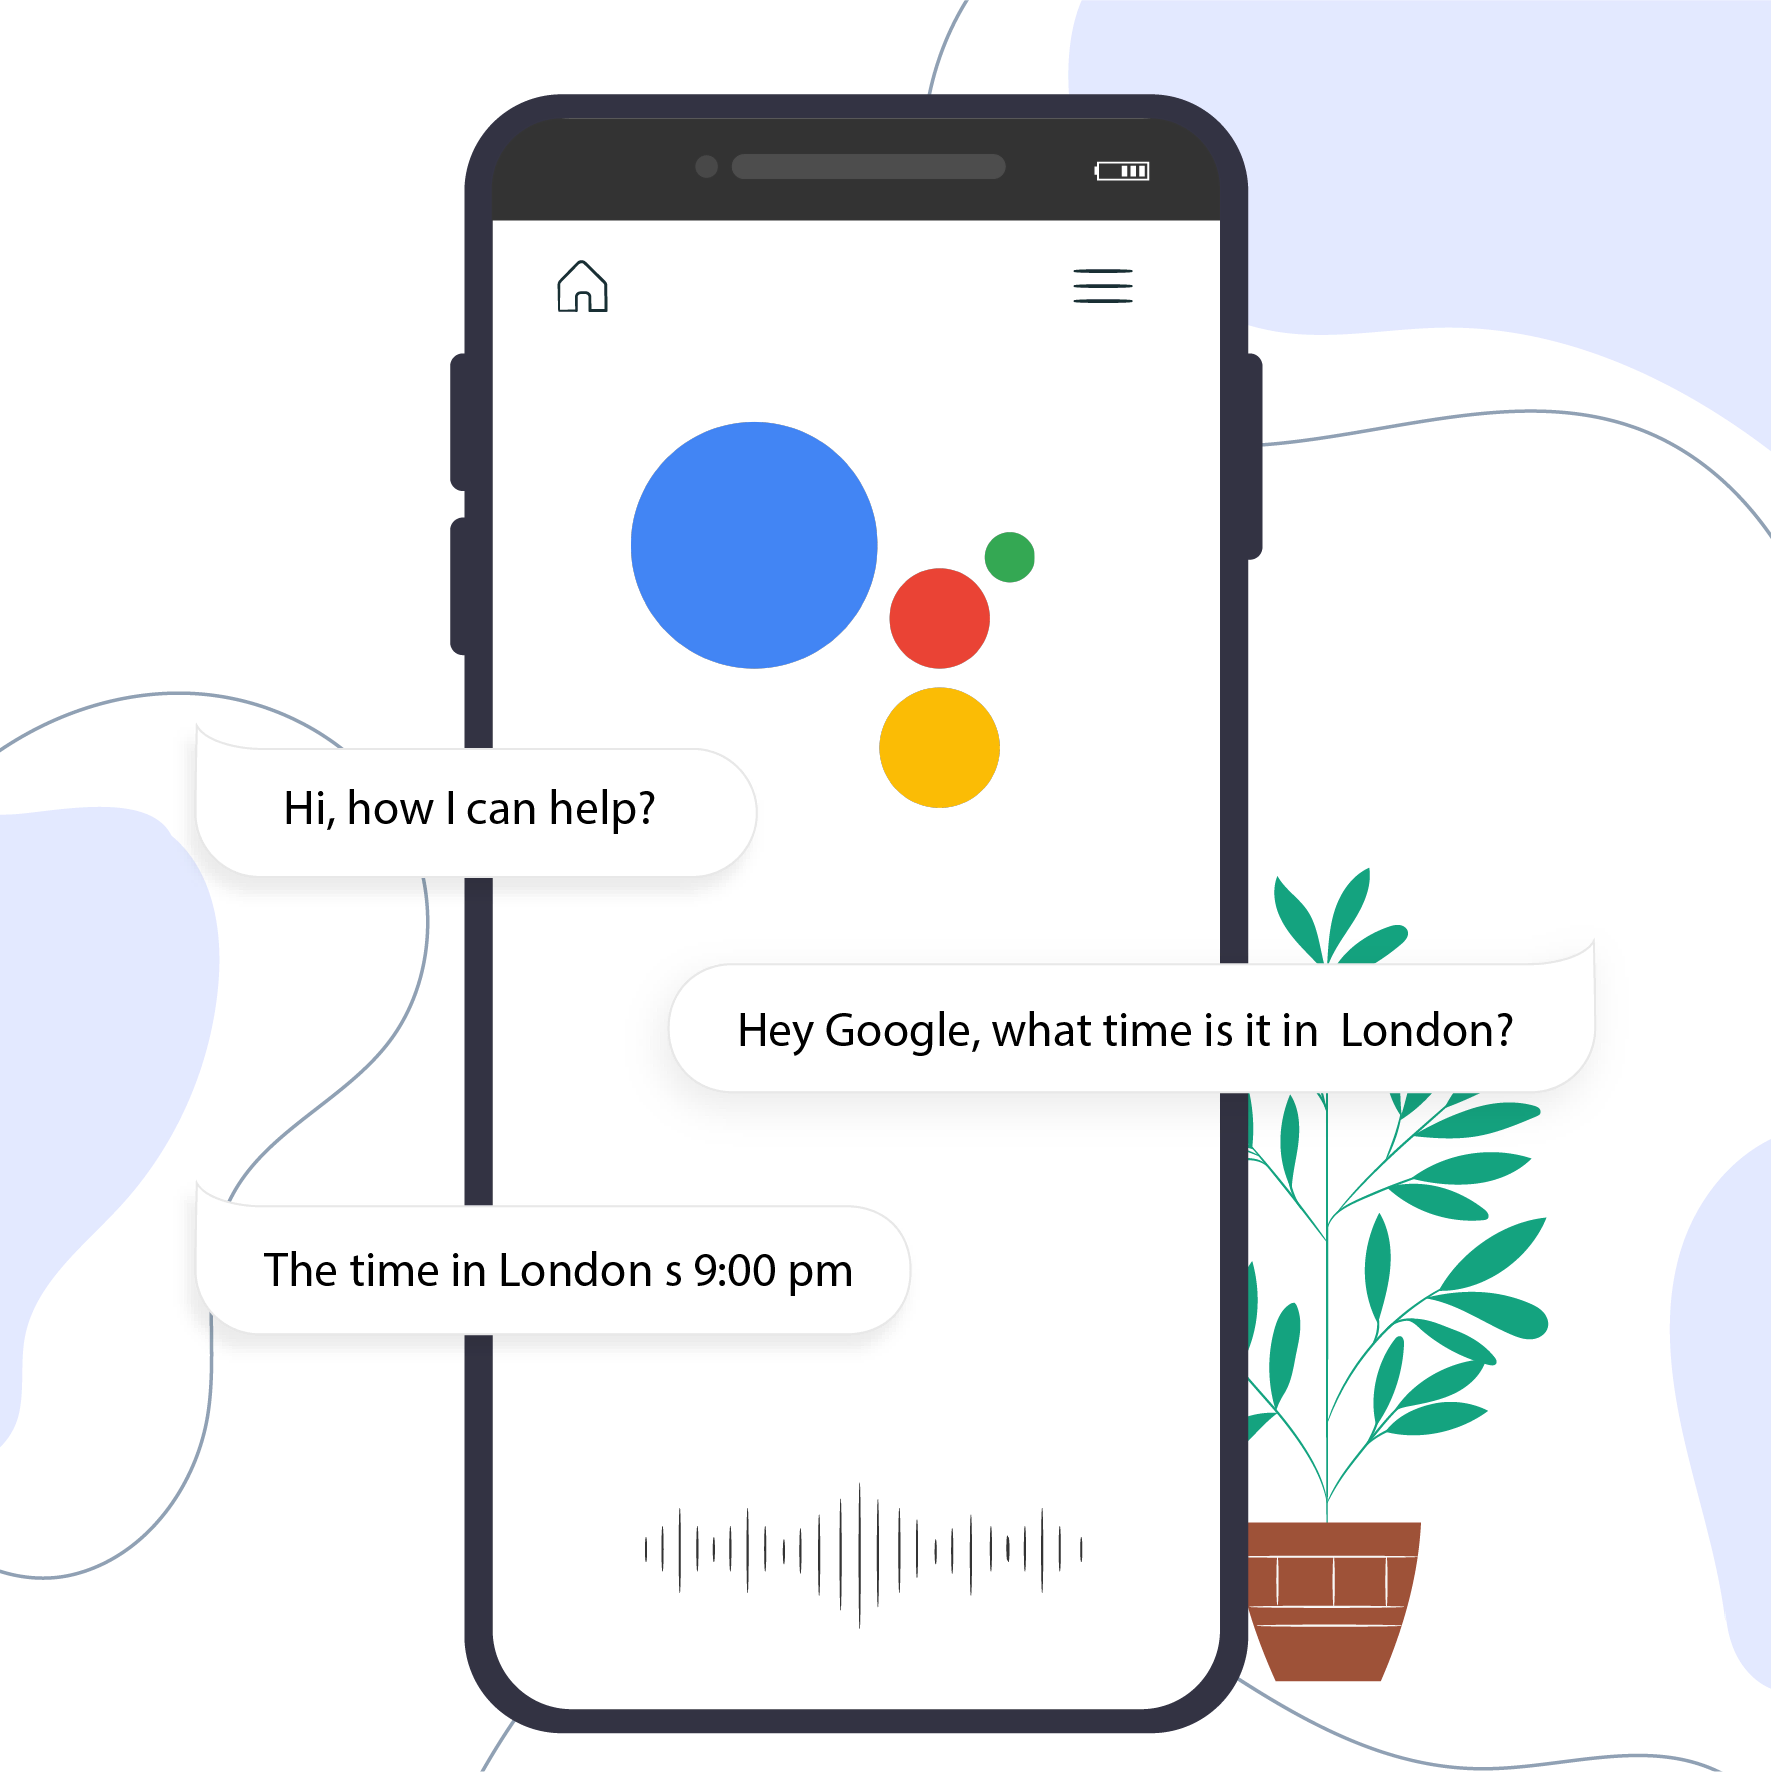 Hi, how I can help?
Hey Google, what time is it in  London?
The time in London s 9:00 pm